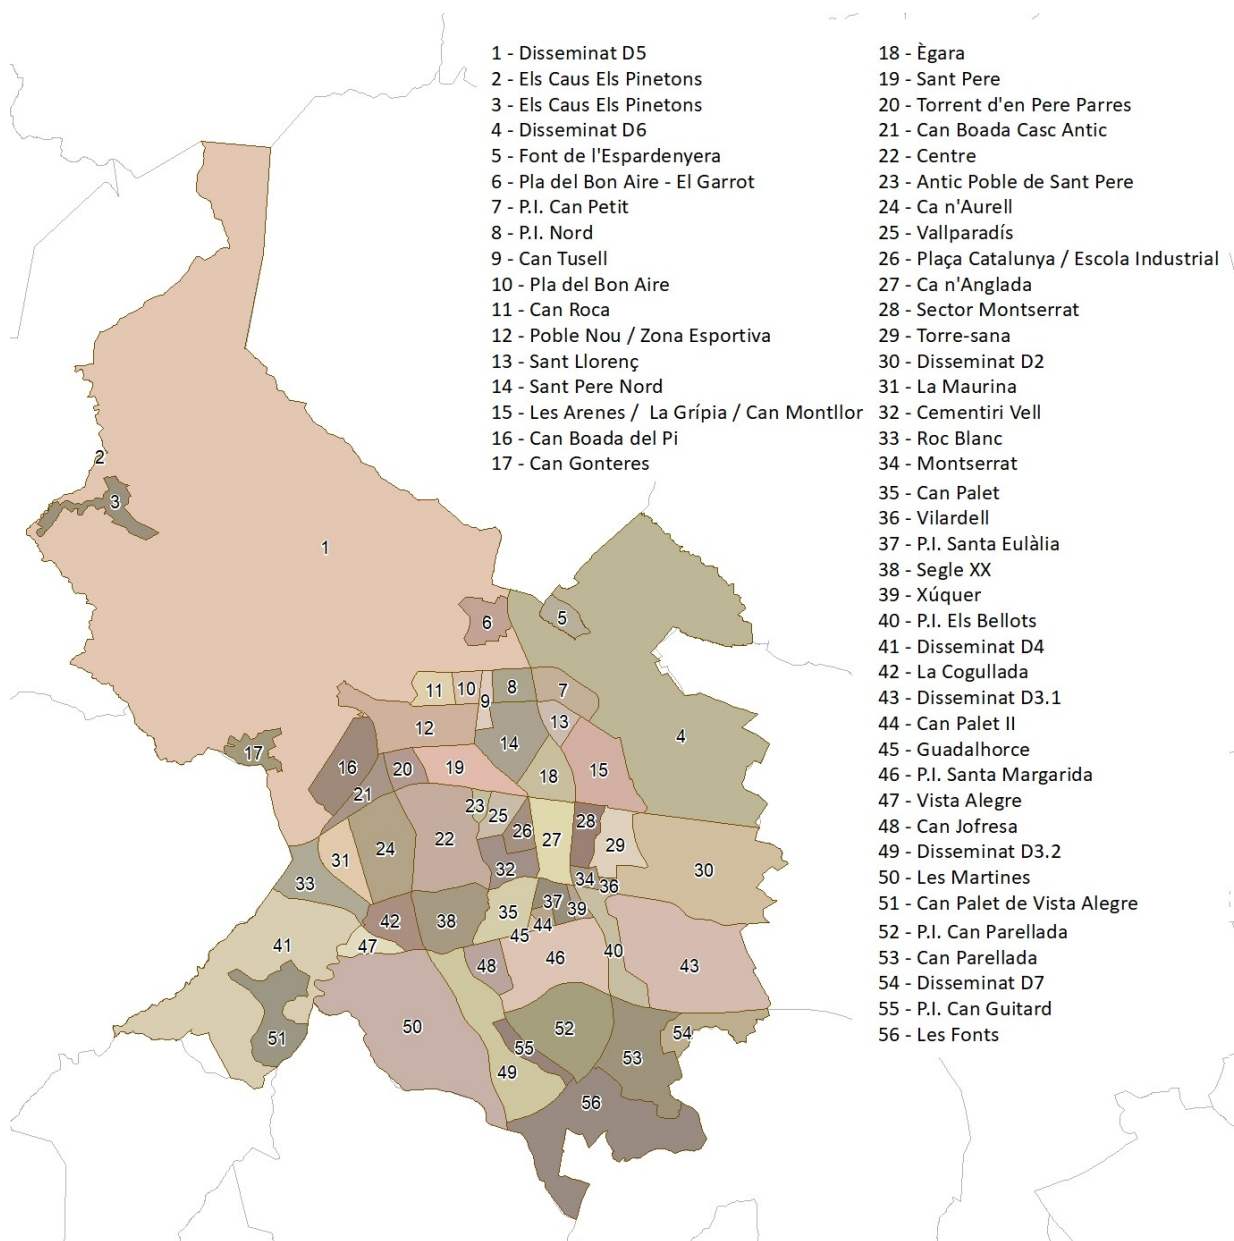 1 - Disseminat D5
2 - Els Caus Els Pinetons
3 - Els Caus Els Pinetons
4 - Disseminat D6
5 - Font de l'Espardenyera
6 - Pla del Bon Aire - El Garrot
7 - P.I. Can Petit
8 - P.I. Nord
9 - Can Tusell
10 - Pla del Bon Aire
11 - Can Roca
12 - Poble Nou / Zona Esportiva
13 - Sant Llorenç
14 - Sant Pere Nord
15 - Les Arenes / La Grípia / Can Montllor
16 - Can Boada del Pi
17 - Can Gonteres
18 - Ègara
19 - Sant Pere
20 - Torrent d'en Pere Parres
21 - Can Boada Casc Antic
22 - Centre
23 - Antic Poble de Sant Pere
24 - Ca n'Aurell
25 - Vallparadís
26 - Plaça Catalunya / Escola Industrial
27 - Ca n'Anglada
28 - Sector Montserrat
29 - Torre-sana
30 - Disseminat D2
31 - La Maurina
32 - Cementiri Vell
33 - Roc Blanc
34 - Montserrat
35 - Can Palet
36 - Vilardell
37 - P.I. Santa Eulàlia
38 - Segle XX
39 - Xúquer
40 - P.I. Els Bellots
41 - Disseminat D4
42 - La Cogullada
43 - Disseminat D3.1
44 - Can Palet II
45 - Guadalhorce
46 - P.I. Santa Margarida
47 - Vista Alegre
48 - Can Jofresa
49 - Disseminat D3.2
50 - Les Martines
51 - Can Palet de Vista Alegre
52 - P.I. Can Parellada
53 - Can Parellada
54 - Disseminat D7
55 - P.I. Can Guitard
56 - Les Fonts
2
3
1
6
5
11
10
9
8
7
12
13
14
4
17
16
20
19
18
15
21
23
25
26
28
22
27
29
24
31
32
30
33
34
36
42
38
35
37
39
44
45
41
47
40
48
46
43
50
52
54
51
55
53
49
56